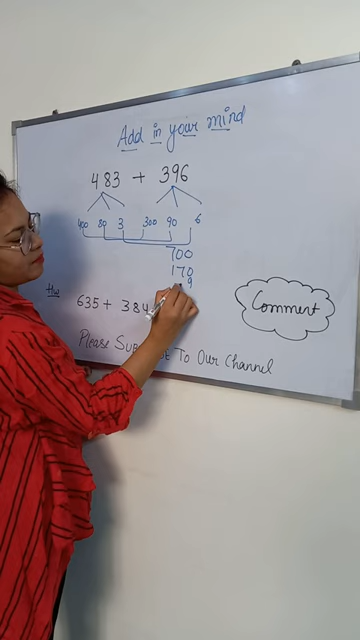 Add in your mind
483 + 396
400 80 3 300 90 6
700
170
9
Hw
635 + 384
Comment
Please To Our Channel